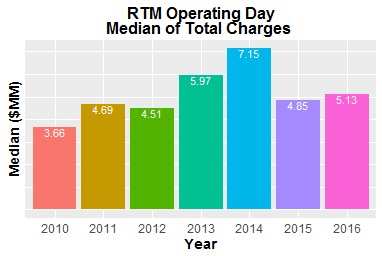 RTM Operating Day
Median of Total Charges
Median ($MM)
3.66
4.69
4.51
5.97
7.15
4.85
5.13
2010 2011 2012 2013 2014 2015 2016
Year